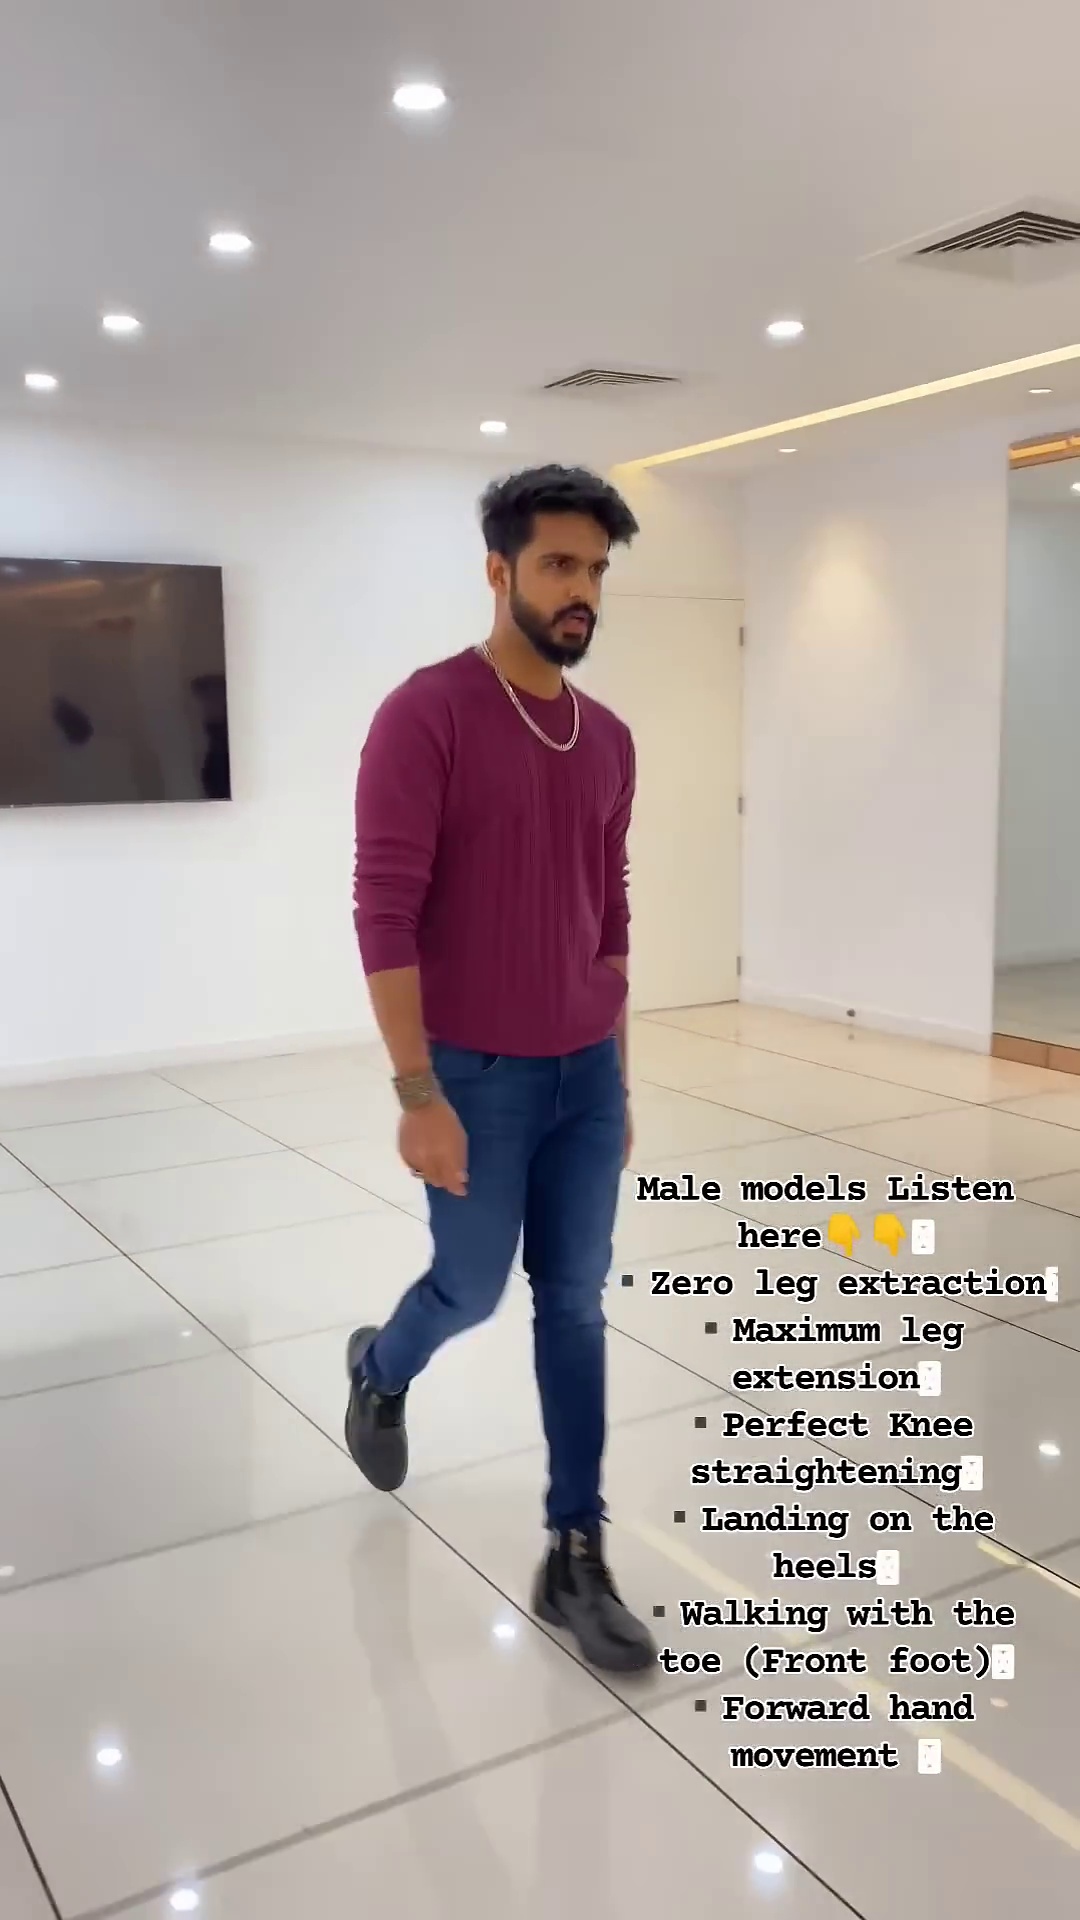 Male models Listen
here👇👇
▪ Zero leg extraction
▪ Maximum leg
extension
▪ Perfect Knee
straightening
▪ Landing on the
heels
▪ Walking with the
toe (Front foot)
▪ Forward hand
movement